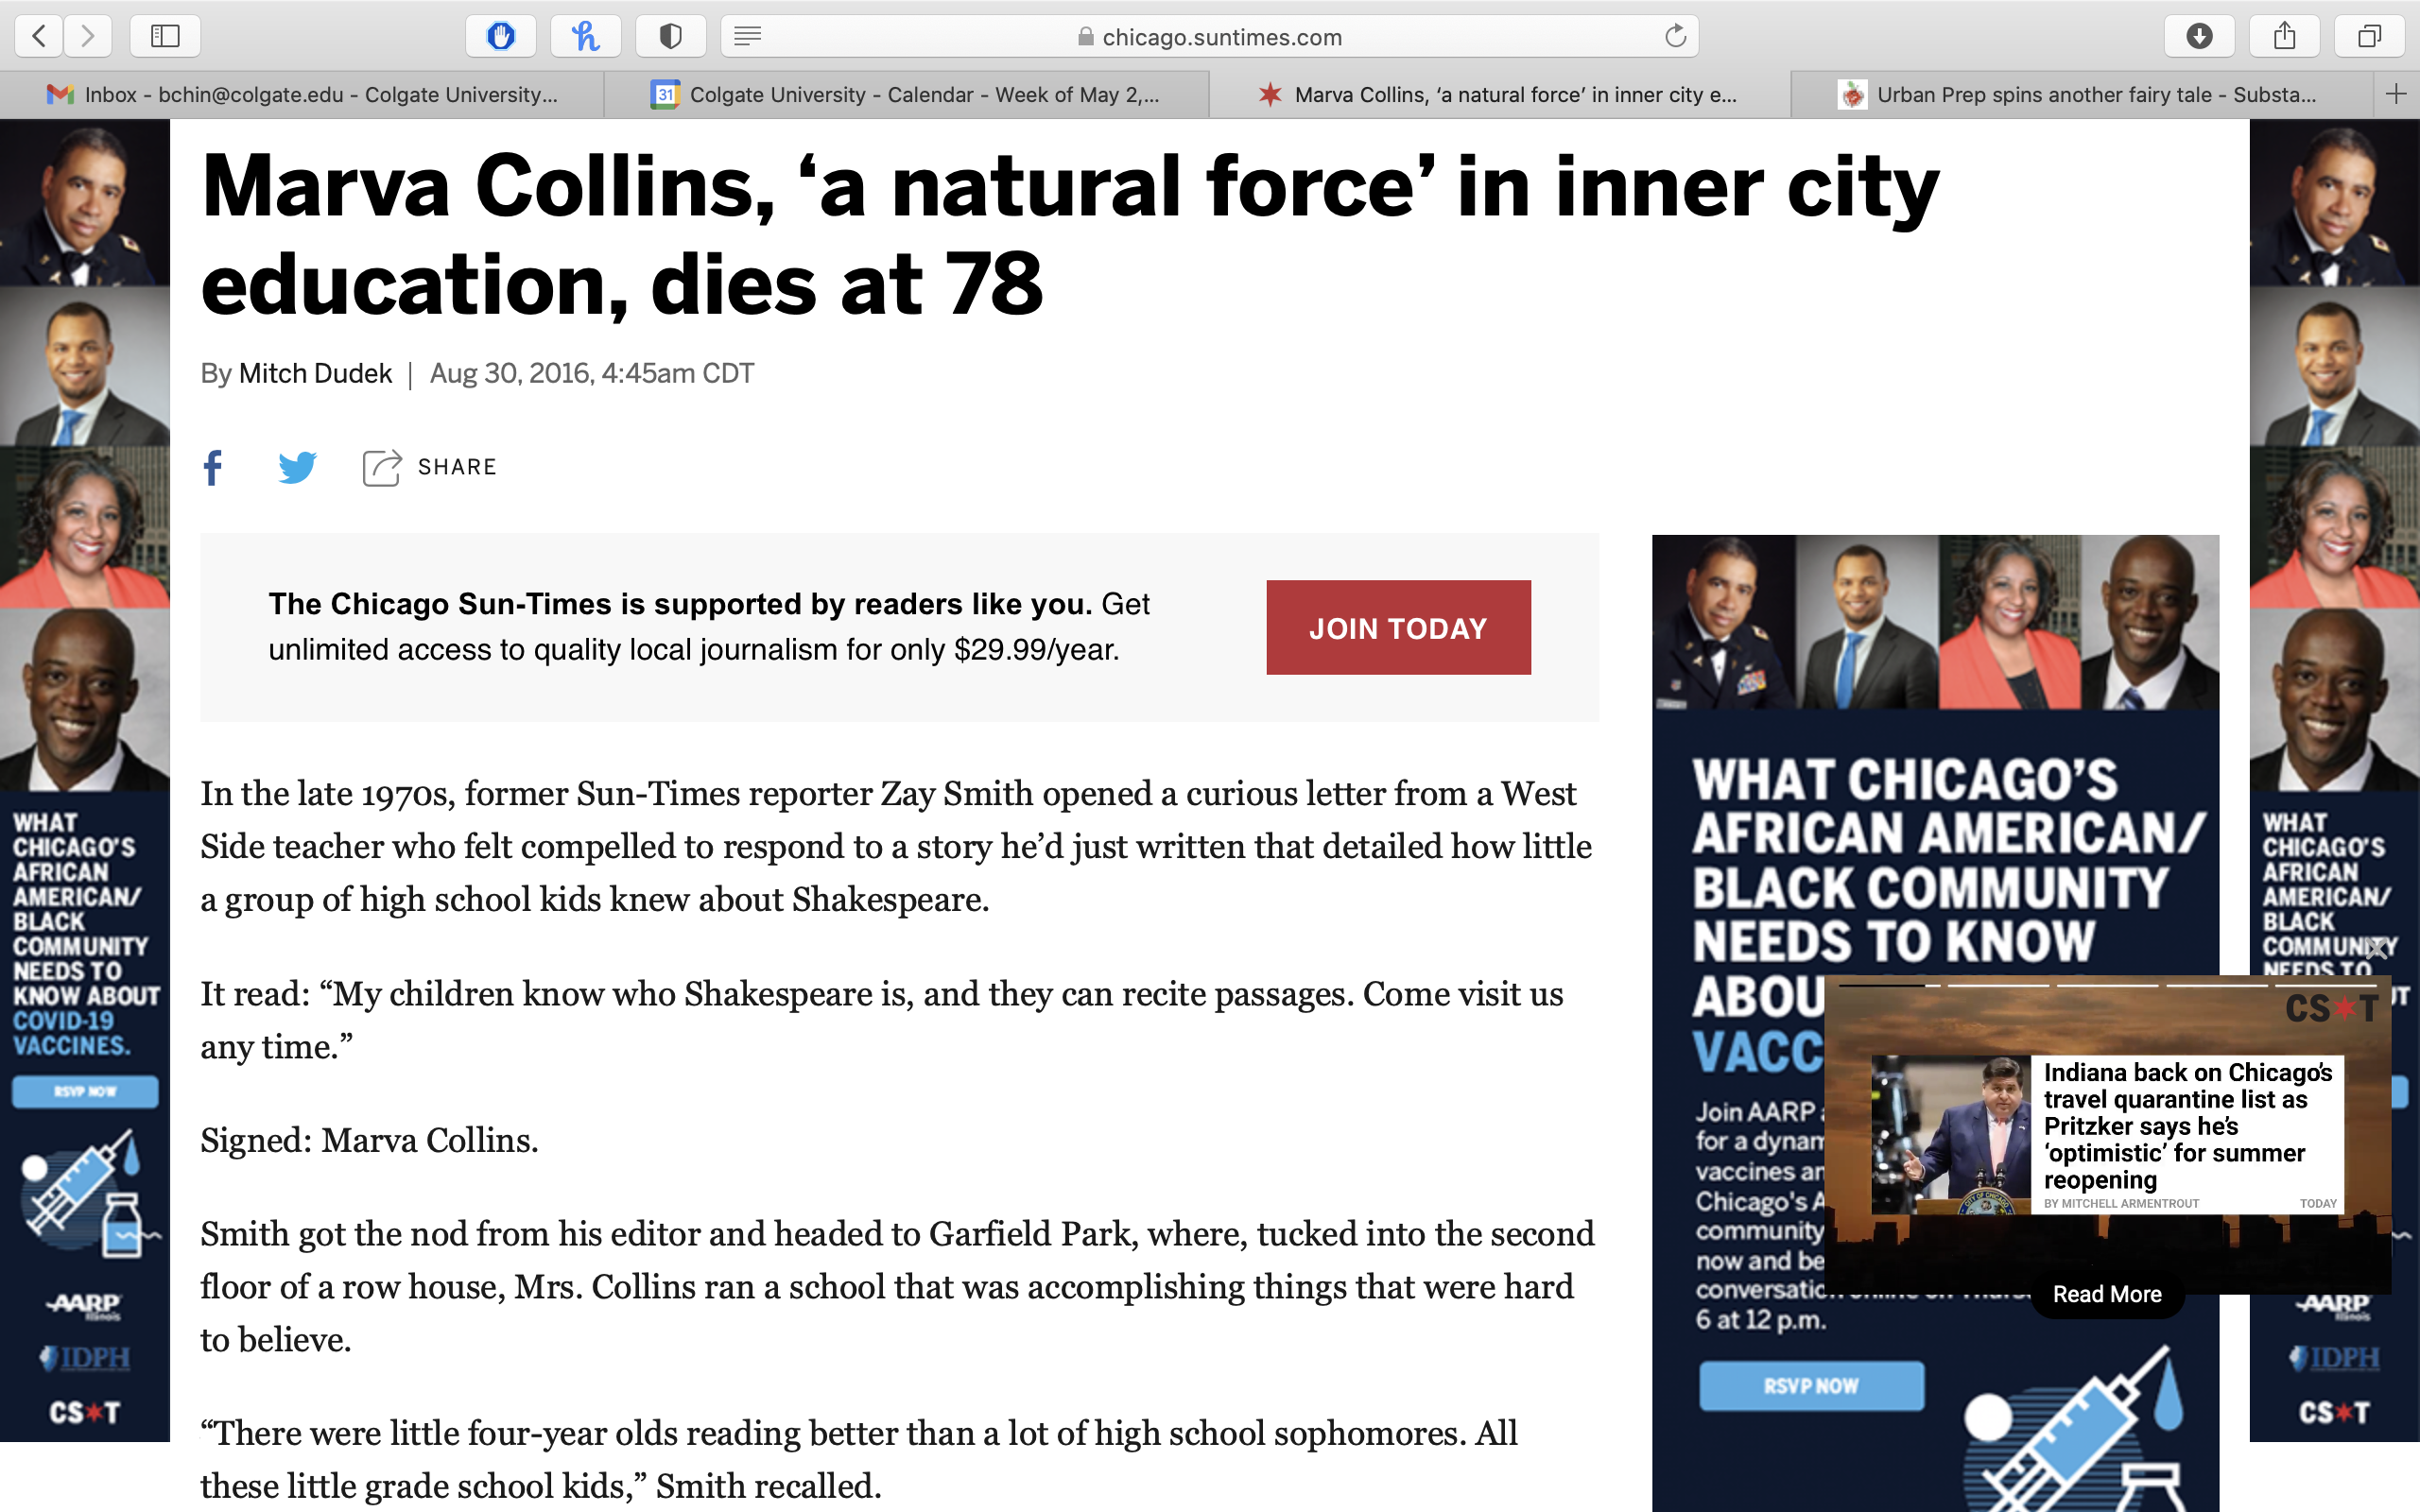 chicago.suntimes.com
Inbox - bchin@colgate.edu - Colgate University...
31
Colgate University - Calendar - Week of May 2,...
Marva Collins, ‘a natural force’ in inner city e...
Urban Prep spins another fairy tale - Substa...
Marva Collins, ‘a natural force’ in inner city
education, dies at 78
By Mitch Dudek | Aug 30, 2016, 4:45am CDT
SHARE
The Chicago Sun-Times is supported by readers like you. Get
unlimited access to quality local journalism for only $29.99/year.
JOIN TODAY
In the late 1970s, former Sun-Times reporter Zay Smith opened a curious letter from a West
Side teacher who felt compelled to respond to a story he’d just written that detailed how little
a group of high school kids knew about Shakespeare.
It read: “My children know who Shakespeare is, and they can recite passages. Come visit us
any time.”
Signed: Marva Collins.
Smith got the nod from his editor and headed to Garfield Park, where, tucked into the second
floor of a row house, Mrs. Collins ran a school that was accomplishing things that were hard
to believe.
“There were little four-year olds reading better than a lot of high school sophomores. All
these little grade school kids,” Smith recalled.
WHAT
CHICAGO'S
AFRICAN
AMERICAN/
BLACK
COMMUNITY
NEEDS TO
KNOW ABOUT
COVID-19
VACCINES.
RSVP NOW
AARP
Illinois
IDPH
CS T
WHAT CHICAGO'S
AFRICAN AMERICAN/
BLACK COMMUNITY
NEEDS TO KNOW
ABOU
VACC
Join AARP
for a dynam
vaccines an
Chicago's A
community
now and be
conversatio
6 at 12 p.m.
RSVP NOW
CS T
Indiana back on Chicago's
travel quarantine list as
Pritzker says he's
‘optimistic’ for summer
reopening
BY MITCHELL ARMENTROUT TODAY
Read More
WHAT
CHICAGO'S
AFRICAN
AMERICAN/
BLACK
COMMUNITY
NEEDS TO
UT
AARP
Illinois
IDPH
CS T